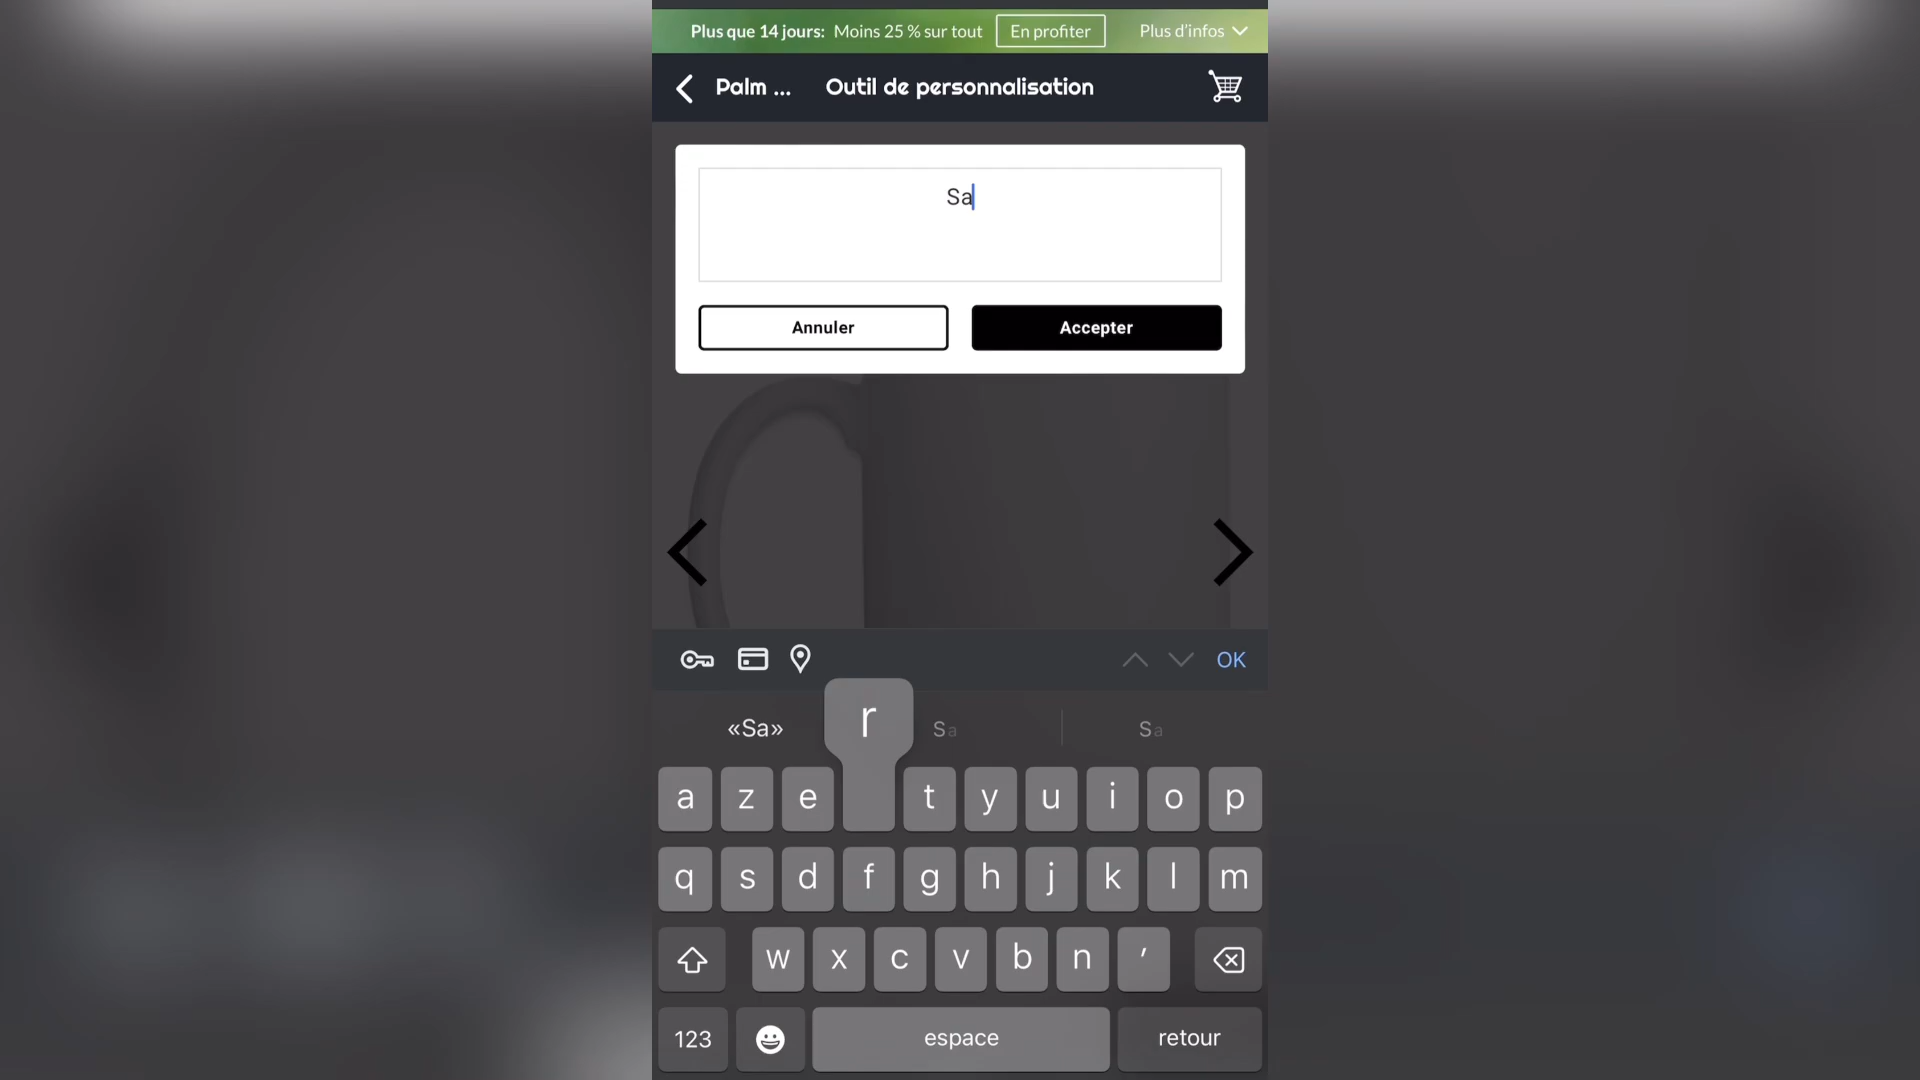 Plus que 14 jours: Moins 25 % sur tout En profiter Plus d'infos
Palm ... Outil de personnalisation
Sa
Annuler Accepter
OK
«Sa» r Sa Sa
a z e t y u i o p
q s d f g h j k l m
w x c v b n ′
123 espace retour